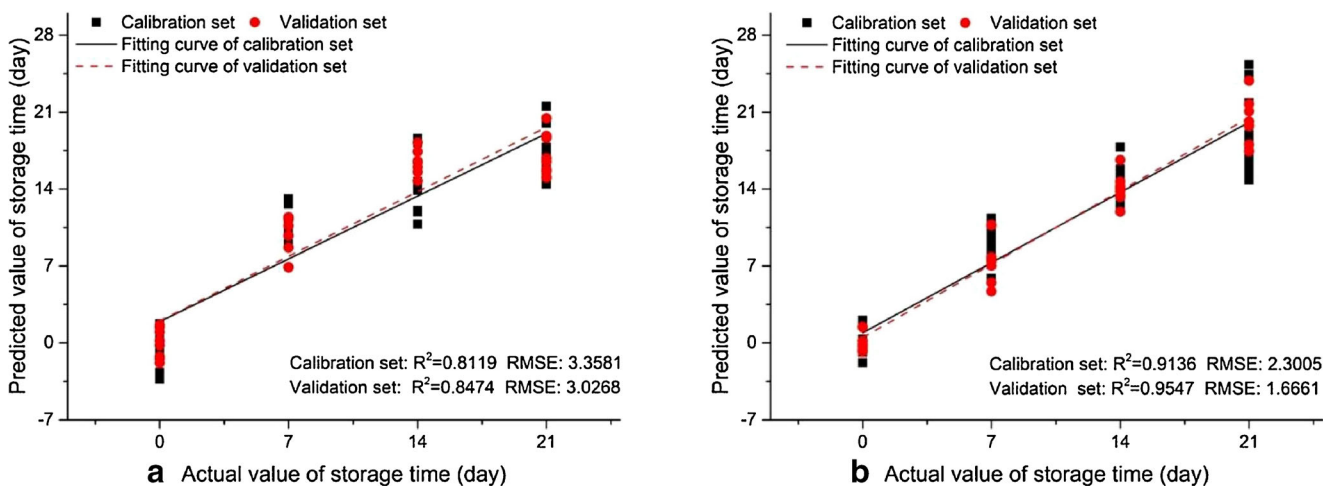 Calibration set Validation set
Fitting curve of calibration set
Fitting curve of validation set
28
21
14
7
0
-7
Predicted value of storage time (day)
Calibration set: R²=0.8119 RMSE: 3.3581
Validation set: R²=0.8474 RMSE: 3.0268
0 7 14 21
a Actual value of storage time (day)
Calibration set Validation set
Fitting curve of calibration set
Fitting curve of validation set
28
21
14
7
0
-7
Predicted value of storage time (day)
Calibration set: R²=0.9136 RMSE: 2.3005
Validation set: R²=0.9547 RMSE: 1.6661
0 7 14 21
b Actual value of storage time (day)